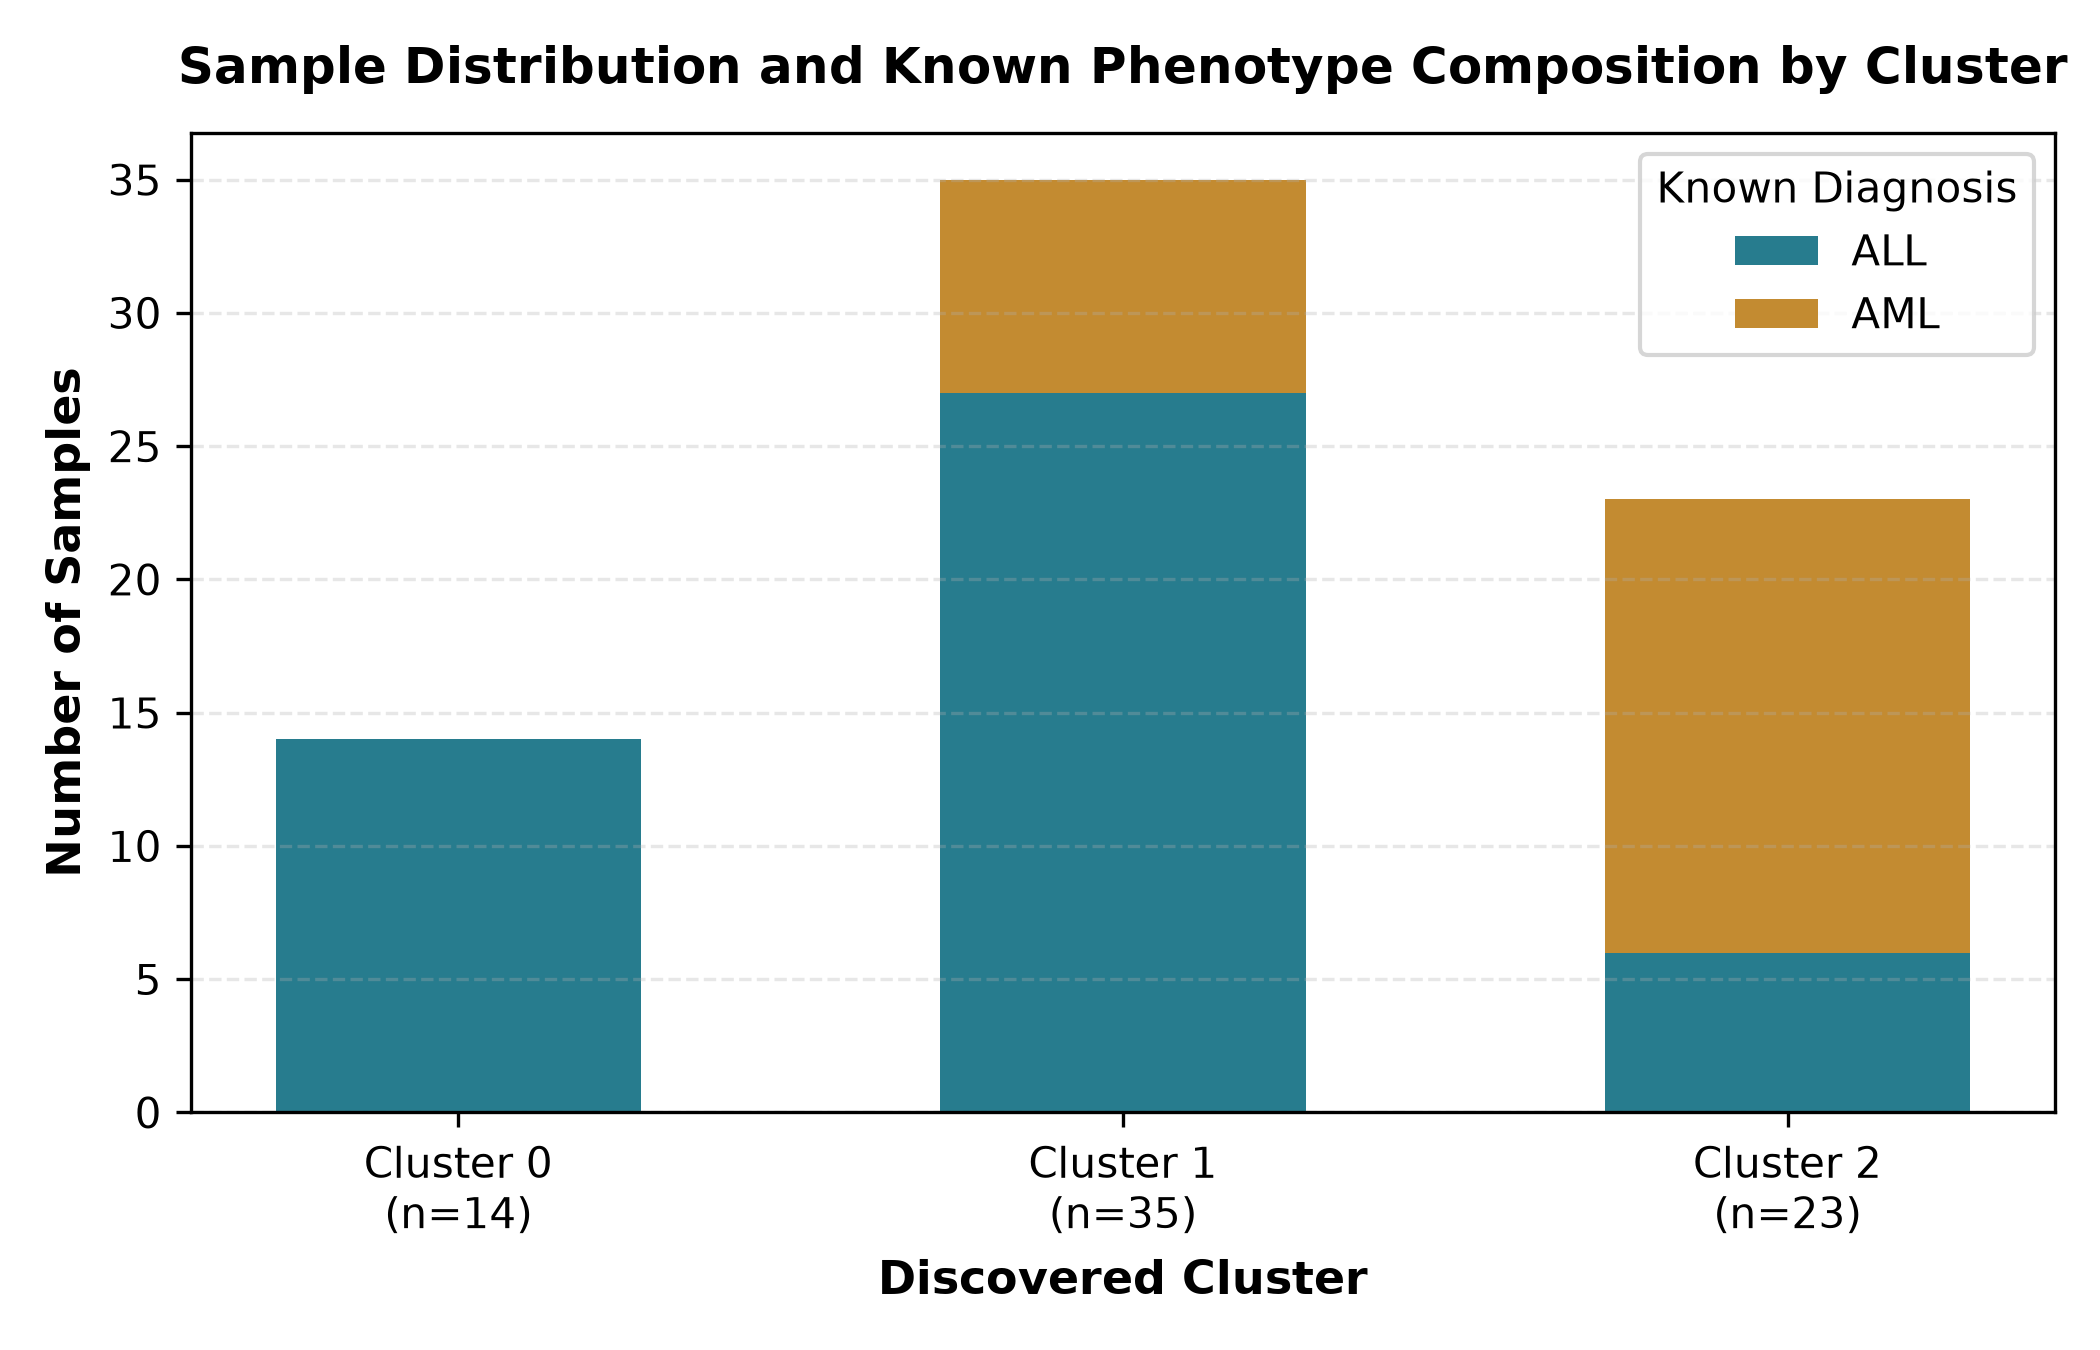 Sample Distribution and Known Phenotype Composition by Cluster
Number of Samples
35
30
25
20
15
10
5
0
Known Diagnosis
ALL
AML
Cluster 0
(n=14)
Cluster 1
(n=35)
Cluster 2
(n=23)
Discovered Cluster